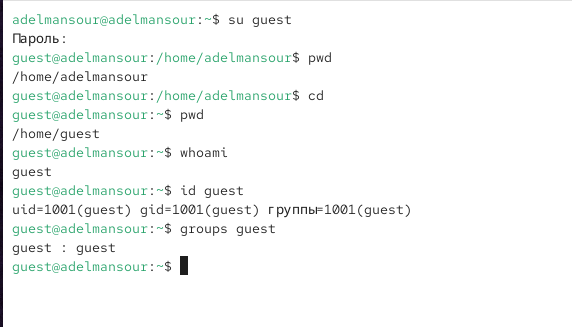 adelmansour@adelmansour:~$ su guest
Пароль:
guest@adelmansour:/home/adelmansour$ pwd
/home/adelmansour
guest@adelmansour:/home/adelmansour$ cd
guest@adelmansour:~$ pwd
/home/guest
guest@adelmansour:~$ whoami
guest
guest@adelmansour:~$ id guest
uid=1001(guest) gid=1001(guest) группы=1001(guest)
guest@adelmansour:~$ groups guest
guest : guest
guest@adelmansour:~$